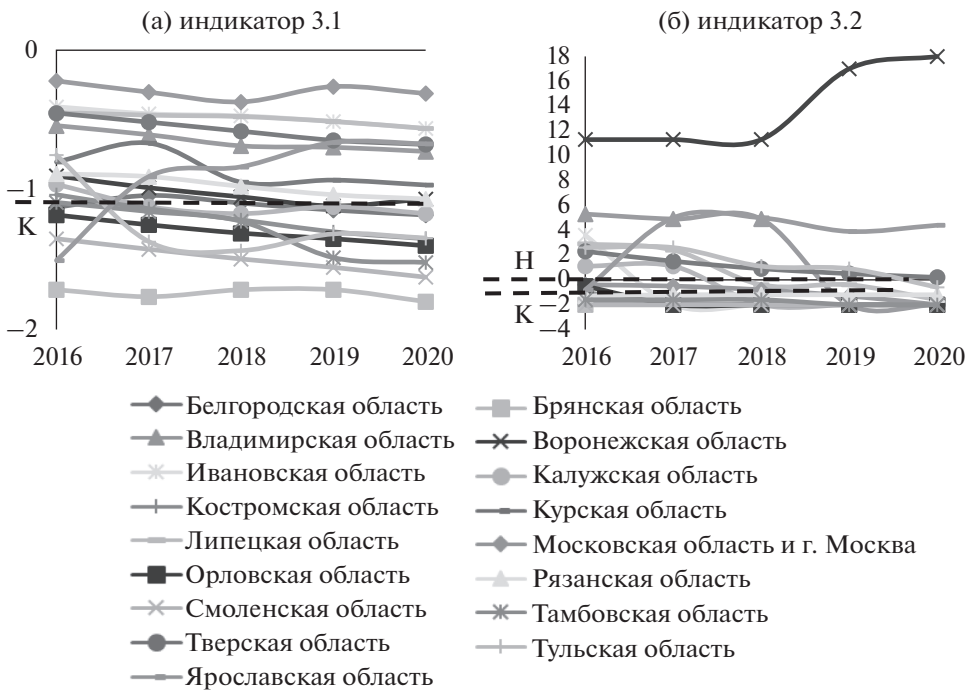 (а) индикатор 3.1
0
−1
K
−2
2016 2017 2018 2019 2020
(б) индикатор 3.2
18
16
14
12
10
8
6
4
2
H
0
K
−2
−4
2016 2017 2018 2019 2020
Белгородская область
Владимирская область
Ивановская область
Костромская область
Липецкая область
Орловская область
Смоленская область
Тверская область
Ярославская область
Брянская область
Воронежская область
Калужская область
Курская область
Московская область и г. Москва
Рязанская область
Тамбовская область
Тульская область